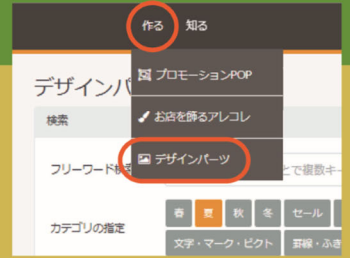 作る 知る
プロモーションPOP
デザインパ
お店を飾るアレコレ
検索
デザインパーツ
フリーワード検
とで複数キー
カテゴリの指定
春 夏 秋 冬 セール
文字・マーク・ピクト 罫線・ふき